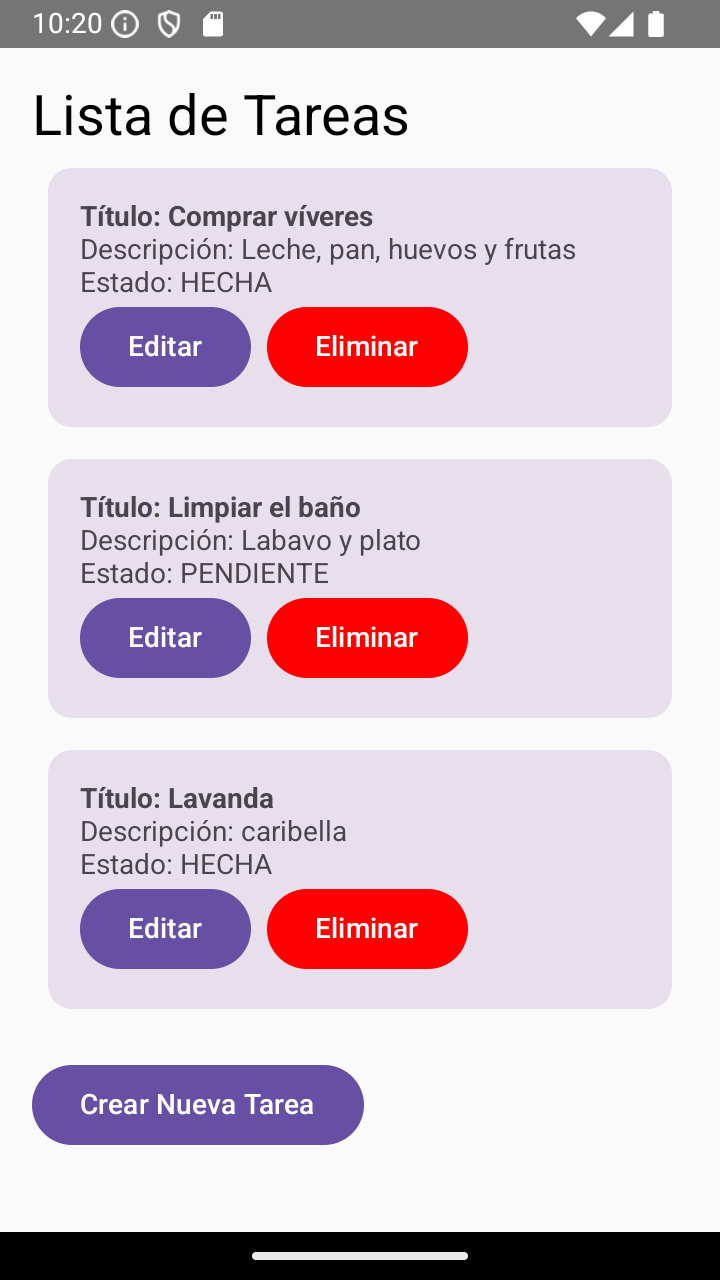 10:20
Lista de Tareas
Título: Comprar víveres
Descripción: Leche, pan, huevos y frutas
Estado: HECHA
Editar Eliminar
Título: Limpiar el baño
Descripción: Labavo y plato
Estado: PENDIENTE
Editar Eliminar
Título: Lavanda
Descripción: caribella
Estado: HECHA
Editar Eliminar
Crear Nueva Tarea